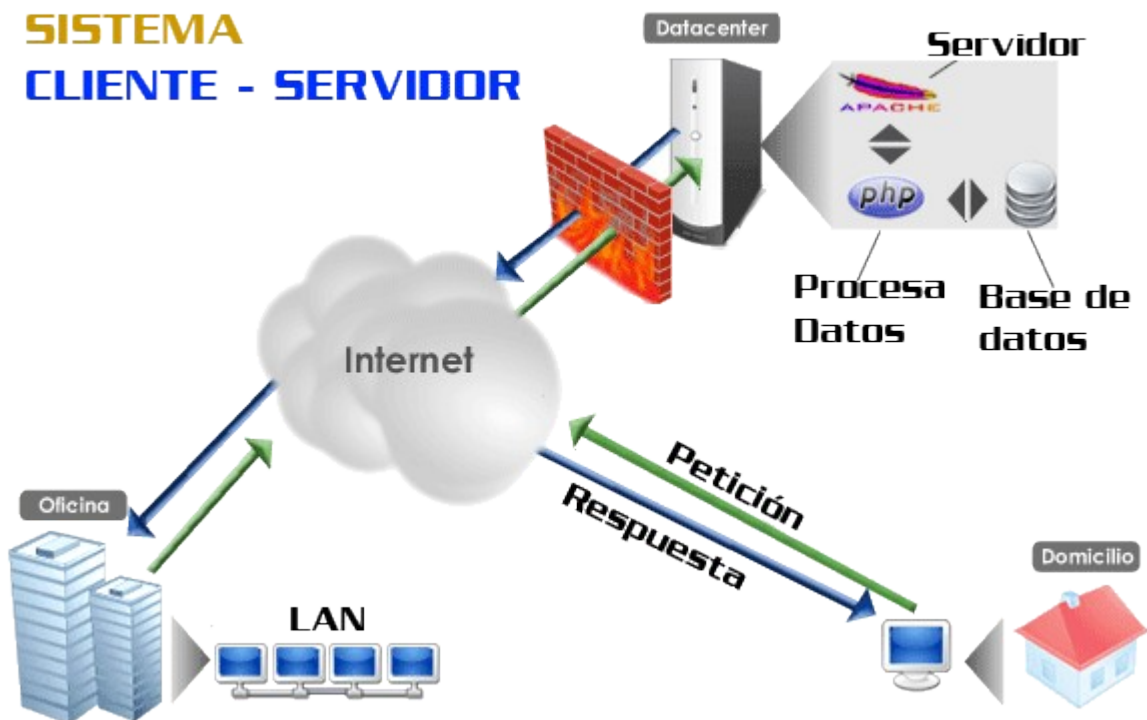 SISTEMA
CLIENTE - SERVIDOR
Datacenter
Servidor
APACHE
php
Procesa
Datos
Base de
datos
Internet
Petición
Respuesta
Oficina
LAN
Domicilio